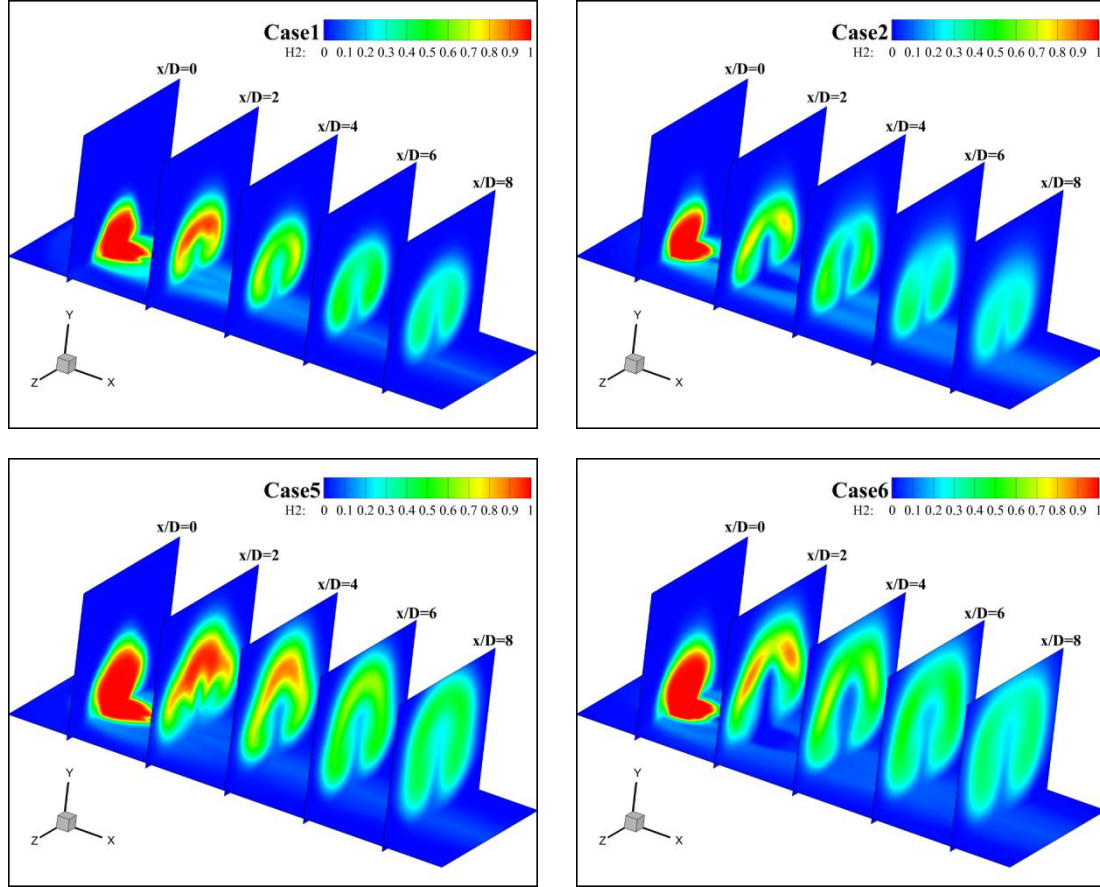 Case1
H2: 0 0.1 0.2 0.3 0.4 0.5 0.6 0.7 0.8 0.9 1
x/D=0
x/D=2
x/D=4
x/D=6
x/D=8
Y
Z
X
Case2
H2: 0 0.1 0.2 0.3 0.4 0.5 0.6 0.7 0.8 0.9 1
x/D=0
x/D=2
x/D=4
x/D=6
x/D=8
Y
Z
X
Case5
H2: 0 0.1 0.2 0.3 0.4 0.5 0.6 0.7 0.8 0.9 1
x/D=0
x/D=2
x/D=4
x/D=6
x/D=8
Y
Z
X
Case6
H2: 0 0.1 0.2 0.3 0.4 0.5 0.6 0.7 0.8 0.9 1
x/D=0
x/D=2
x/D=4
x/D=6
x/D=8
Y
Z
X